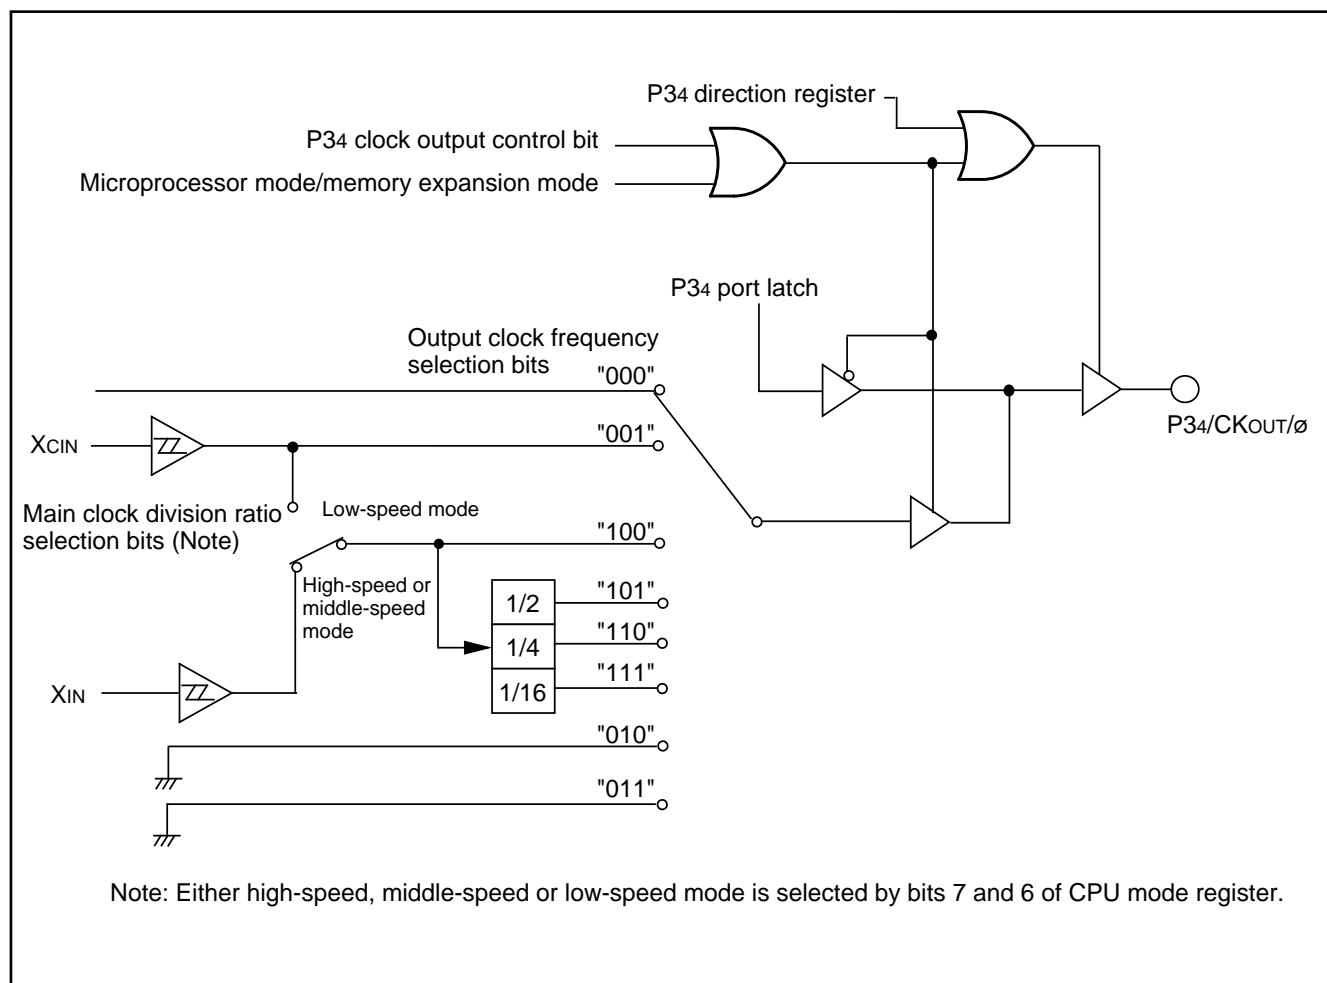 P34 direction register
P34 clock output control bit
Microprocessor mode/memory expansion mode
P34 port latch
Output clock frequency
selection bits
"000"
P34/CKOUT/ø
XCIN
"001"
Main clock division ratio
selection bits (Note)
Low-speed mode
"100"
High-speed or
middle-speed
mode
1/2
"101"
1/4
"110"
1/16
"111"
XIN
"010"
"011"
Note: Either high-speed, middle-speed or low-speed mode is selected by bits 7 and 6 of CPU mode register.